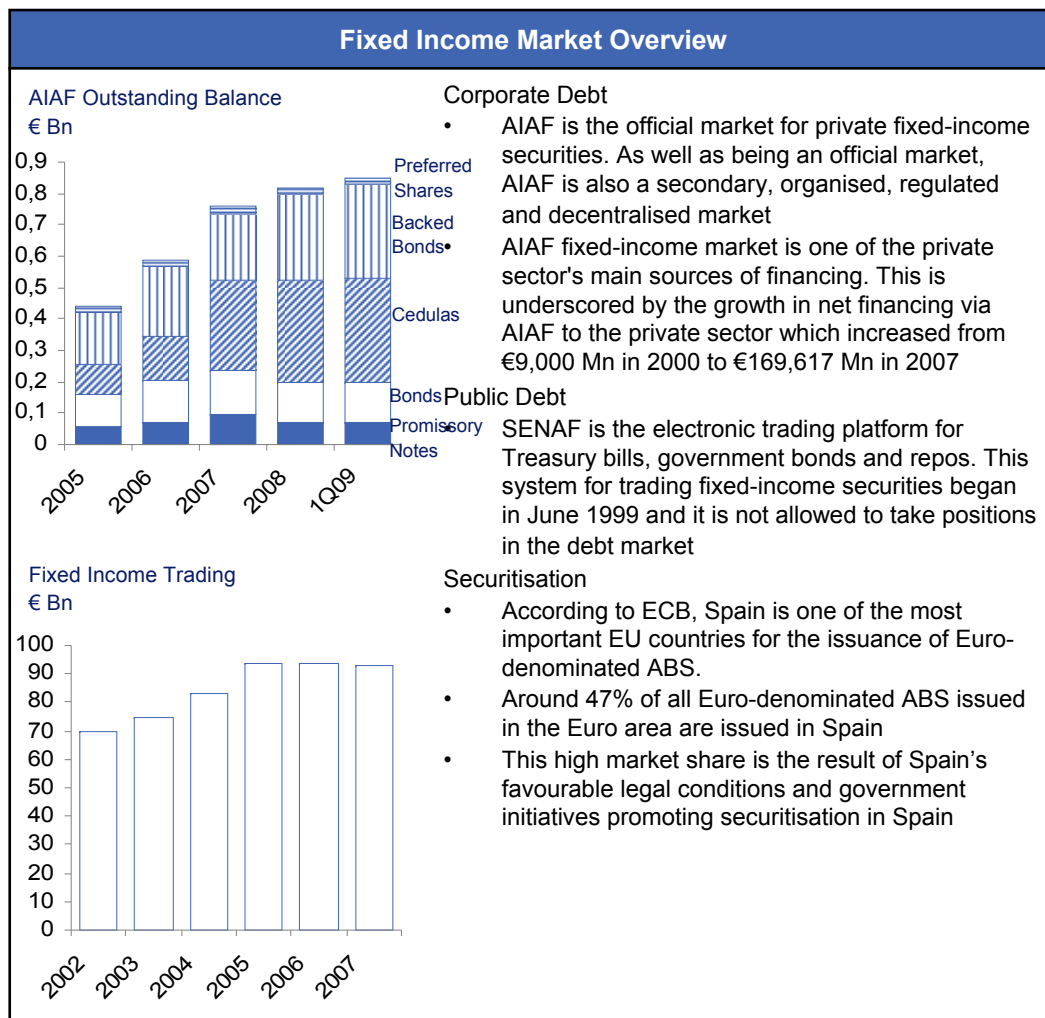 Fixed Income Market Overview
AIAF Outstanding Balance
€ Bn
0,9
0,8
0,7
0,6
0,5
0,4
0,3
0,2
0,1
0
Preferred
Shares
Backed
Bonds
Cedulas
Bonds
Promissory
Notes
2005
2006
2007
2008
1Q09
Fixed Income Trading
€ Bn
100
90
80
70
60
50
40
30
20
10
0
2002
2003
2004
2005
2006
2007
Corporate Debt
• AIAF is the official market for private fixed-income
securities. As well as being an official market,
AIAF is also a secondary, organised, regulated
and decentralised market
• AIAF fixed-income market is one of the private
sector's main sources of financing. This is
underscored by the growth in net financing via
AIAF to the private sector which increased from
€9,000 Mn in 2000 to €169,617 Mn in 2007
Public Debt
• SENAF is the electronic trading platform for
Treasury bills, government bonds and repos. This
system for trading fixed-income securities began
in June 1999 and it is not allowed to take positions
in the debt market
Securitisation
• According to ECB, Spain is one of the most
important EU countries for the issuance of Euro-
denominated ABS.
• Around 47% of all Euro-denominated ABS issued
in the Euro area are issued in Spain
• This high market share is the result of Spain’s
favourable legal conditions and government
initiatives promoting securitisation in Spain